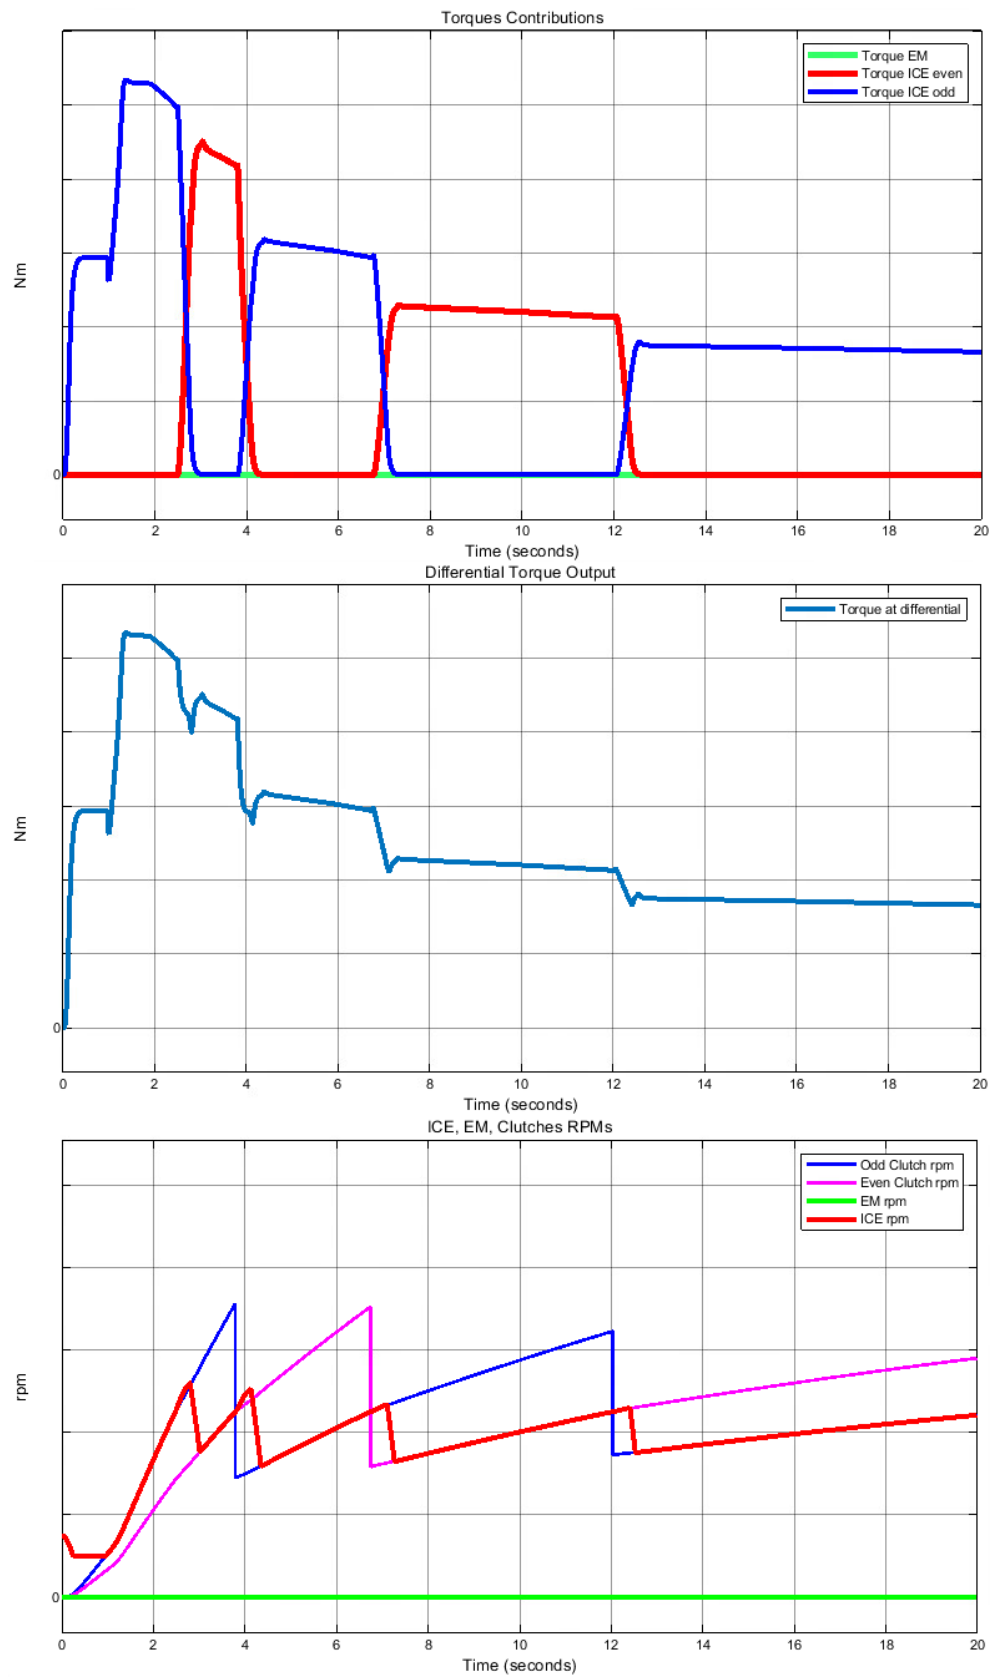 Torques Contributions
Torque EM
Torque ICE even
Torque ICE odd
Nm
0
0 2 4 6 8 10 12 14 16 18 20
Time (seconds)
Differential Torque Output
Torque at differential
Nm
0
0 2 4 6 8 10 12 14 16 18 20
Time (seconds)
ICE, EM, Clutches RPMs
Odd Clutch rpm
Even Clutch rpm
EM rpm
ICE rpm
rpm
0
0 2 4 6 8 10 12 14 16 18 20
Time (seconds)